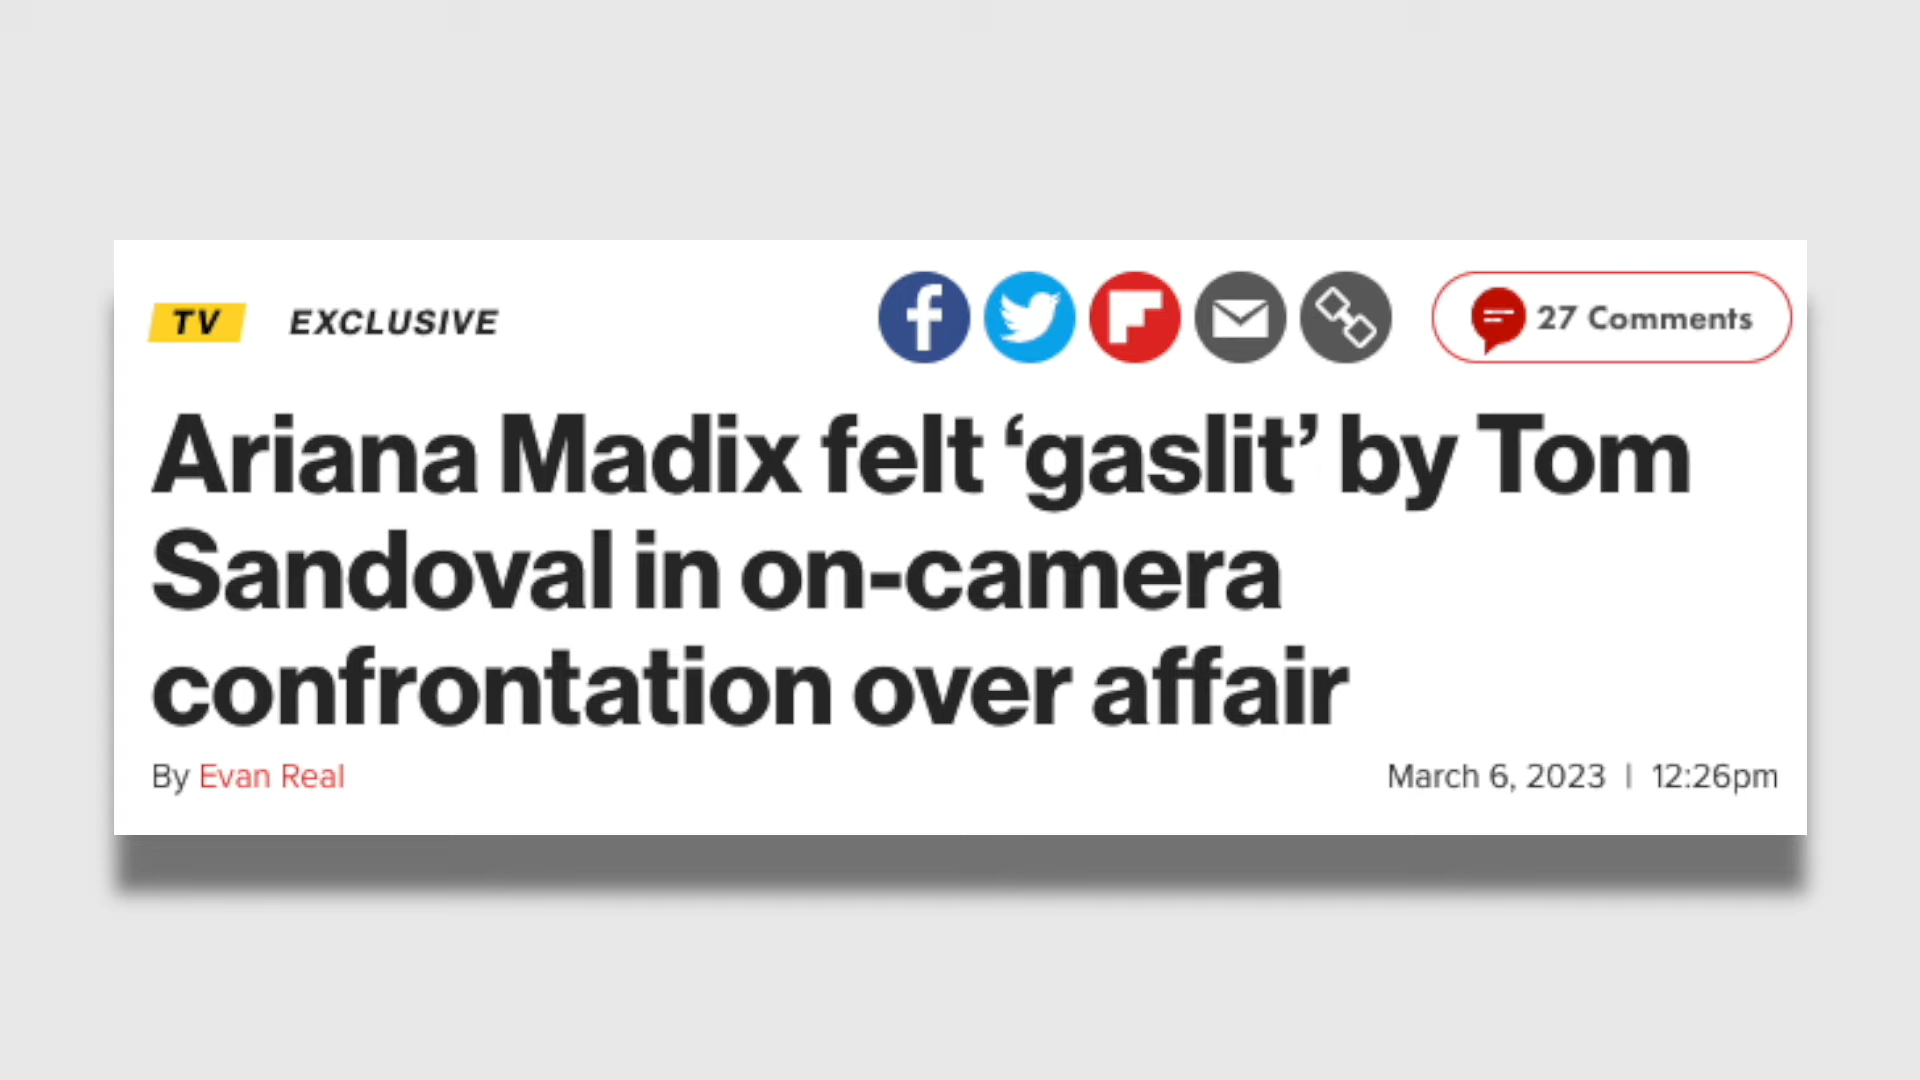 TV EXCLUSIVE 27 Comments
Ariana Madix felt ‘gaslit’ by Tom
Sandoval in on-camera
confrontation over affair
By Evan Real March 6, 2023 | 12:26pm